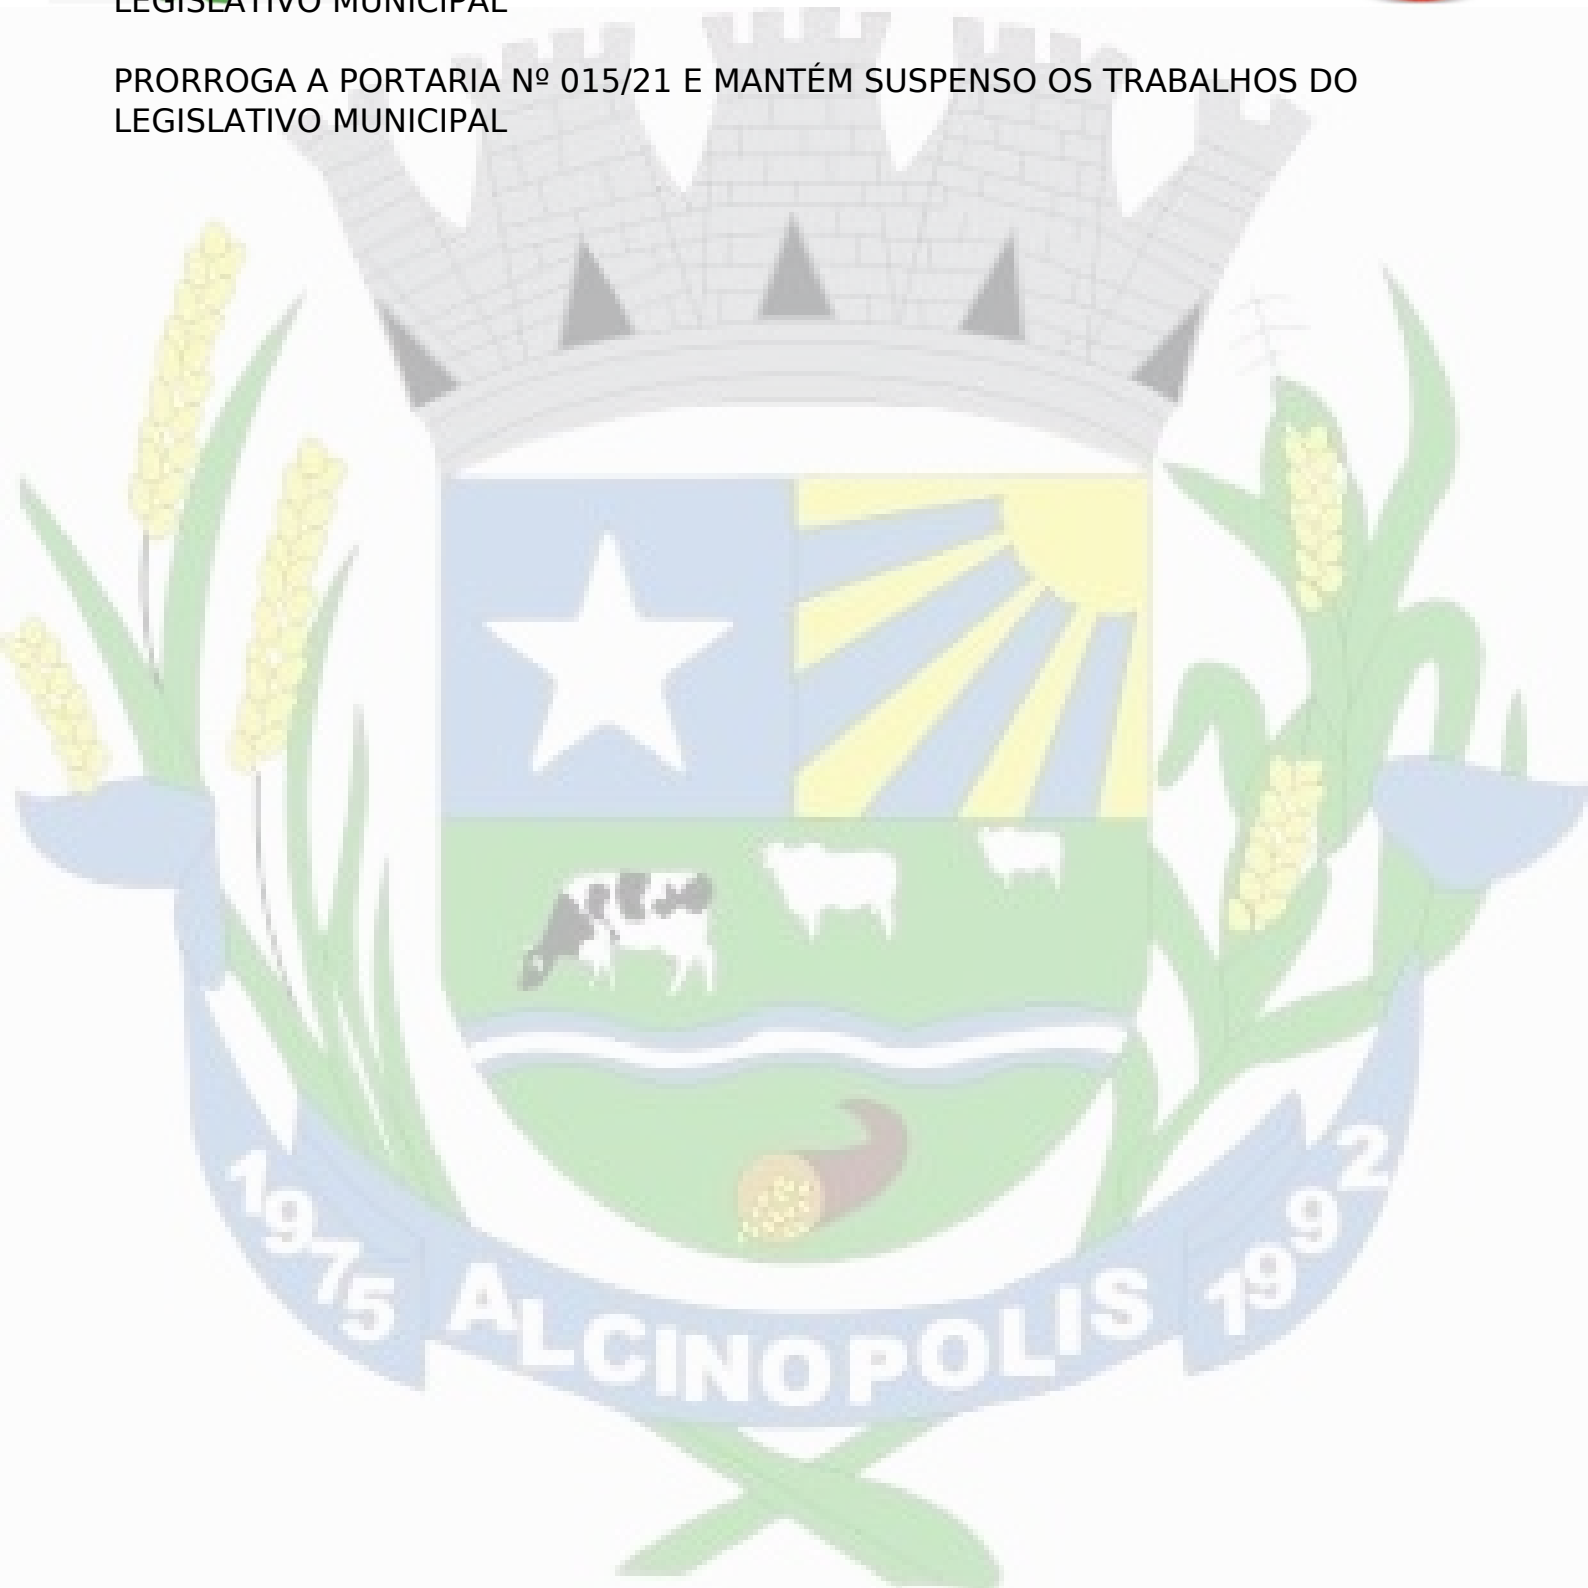 LEGISLATIVO MUNICIPAL
PRORROGA A PORTARIA Nº 015/21 E MANTÉM SUSPENSO OS TRABALHOS DO
LEGISLATIVO MUNICIPAL
1975 ALCINOPOLIS 1992